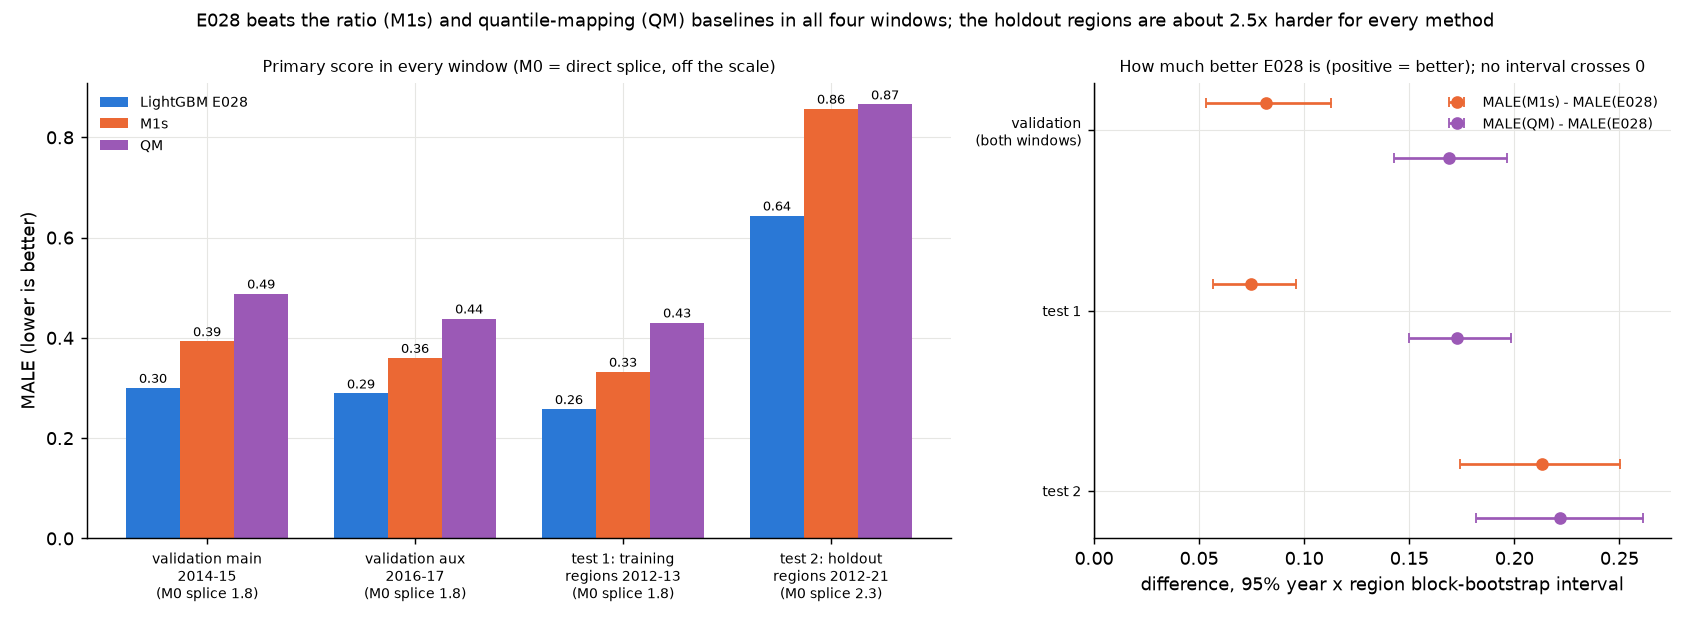 E028 beats the ratio (M1s) and quantile-mapping (QM) baselines in all four windows; the holdout regions are about 2.5x harder for every method
Primary score in every window (M0 = direct splice, off the scale)
LightGBM E028
M1s
QM
MALE (lower is better)
0.8
0.6
0.4
0.2
0.0
0.30
0.39
0.49
0.29
0.36
0.44
0.26
0.33
0.43
0.64
0.86
0.87
validation main
2014-15
(M0 splice 1.8)
validation aux
2016-17
(M0 splice 1.8)
test 1: training
regions 2012-13
(M0 splice 1.8)
test 2: holdout
regions 2012-21
(M0 splice 2.3)
How much better E028 is (positive = better); no interval crosses 0
MALE(M1s) - MALE(E028)
MALE(QM) - MALE(E028)
validation
(both windows)
test 1
test 2
0.00
0.05
0.10
0.15
0.20
0.25
difference, 95% year x region block-bootstrap interval